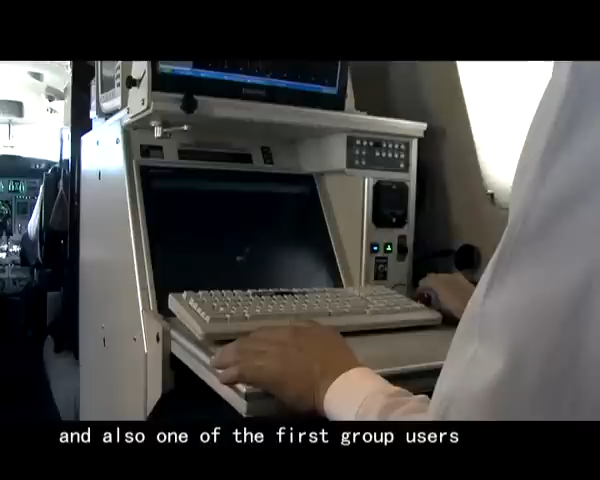 and also one of the first group users